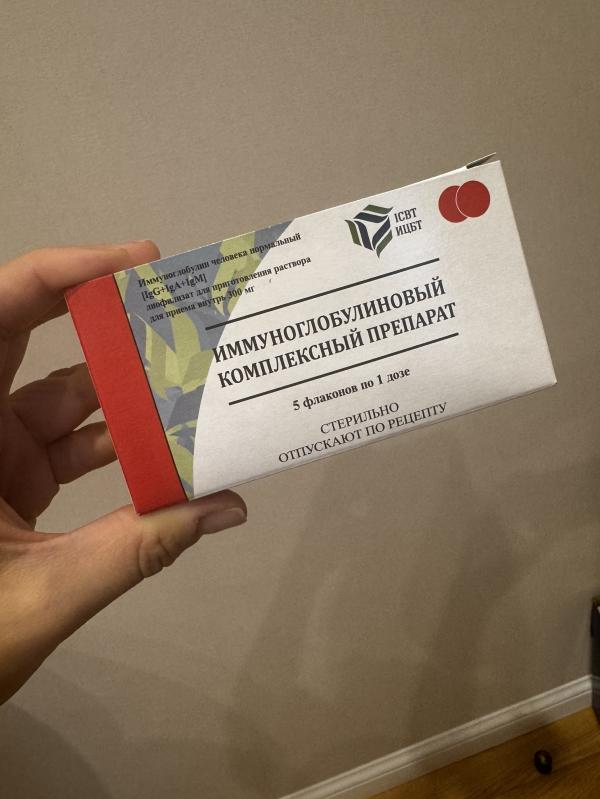 Иммуноглобулин человека нормальный
[IgG+IgA+IgM]
лиофилизат для приготовления раствора
для приема внутрь 300 мг
ICBT
ИЦБТ
ИММУНОГЛОБУЛИНОВЫЙ
КОМПЛЕКСНЫЙ ПРЕПАРАТ
5 флаконов по 1 дозе
СТЕРИЛЬНО
ОТПУСКАЮТ ПО РЕЦЕПТУ